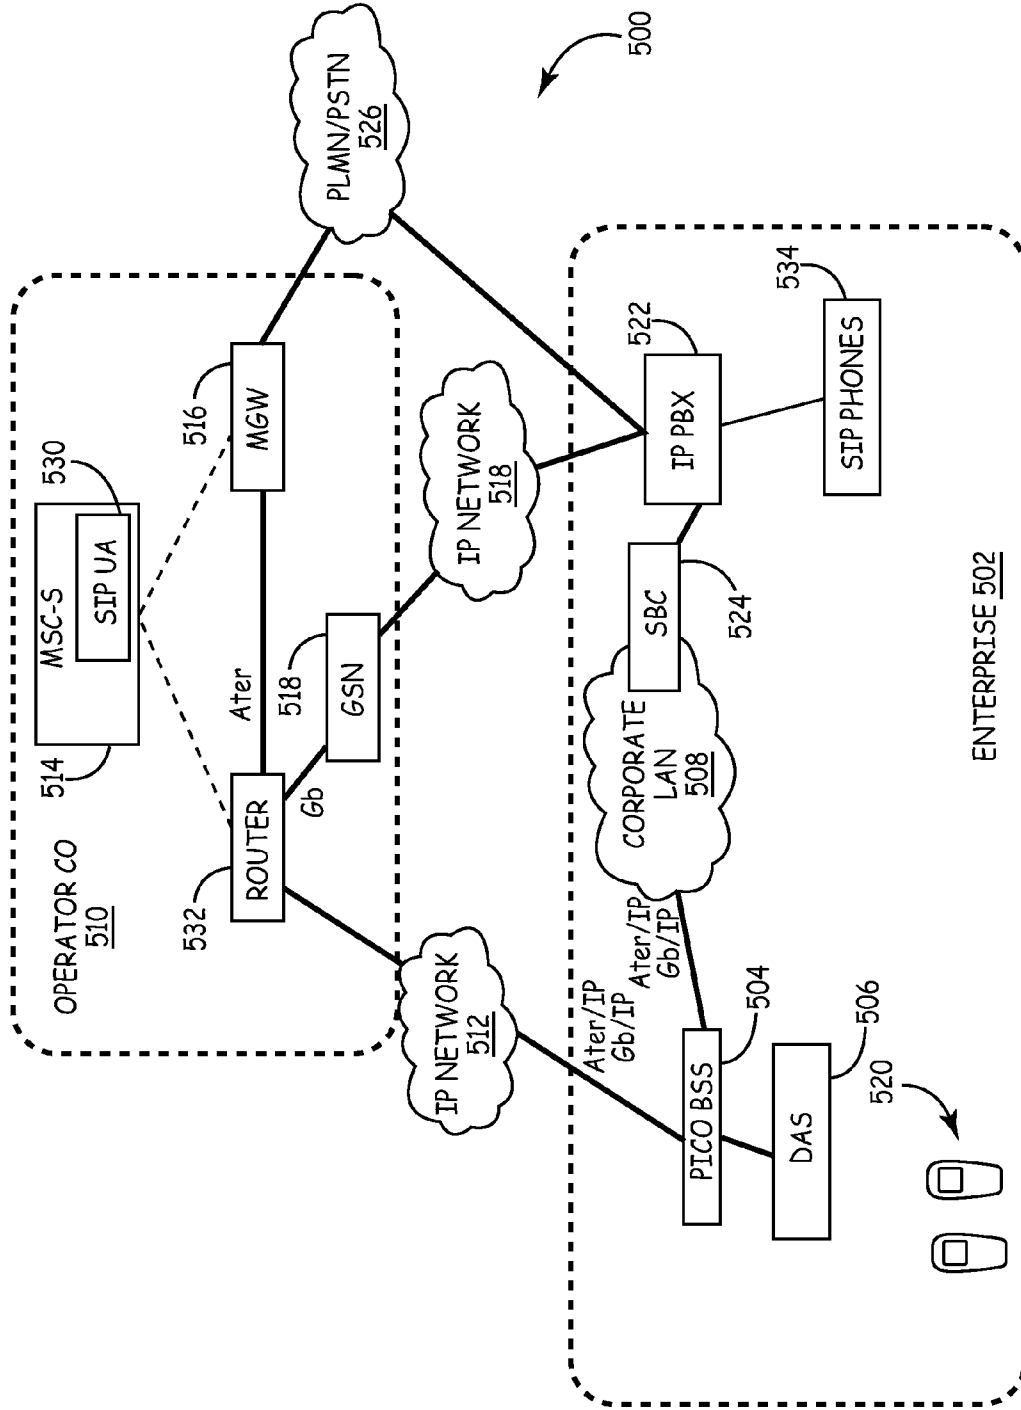 OPERATOR CO
510
514
MSC-S
SIP UA
530
532
ROUTER
Ater
Gb
518
GSN
516
MGW
PLMN/PSTN
526
IP NETWORK
512
IP NETWORK
518
500
Ater/IP
Gb/IP
Ater/IP
Gb/IP
CORPORATE
LAN
508
SBC
524
IP PBX
522
SIP PHONES
534
PICO BSS
504
DAS
506
520
ENTERPRISE 502